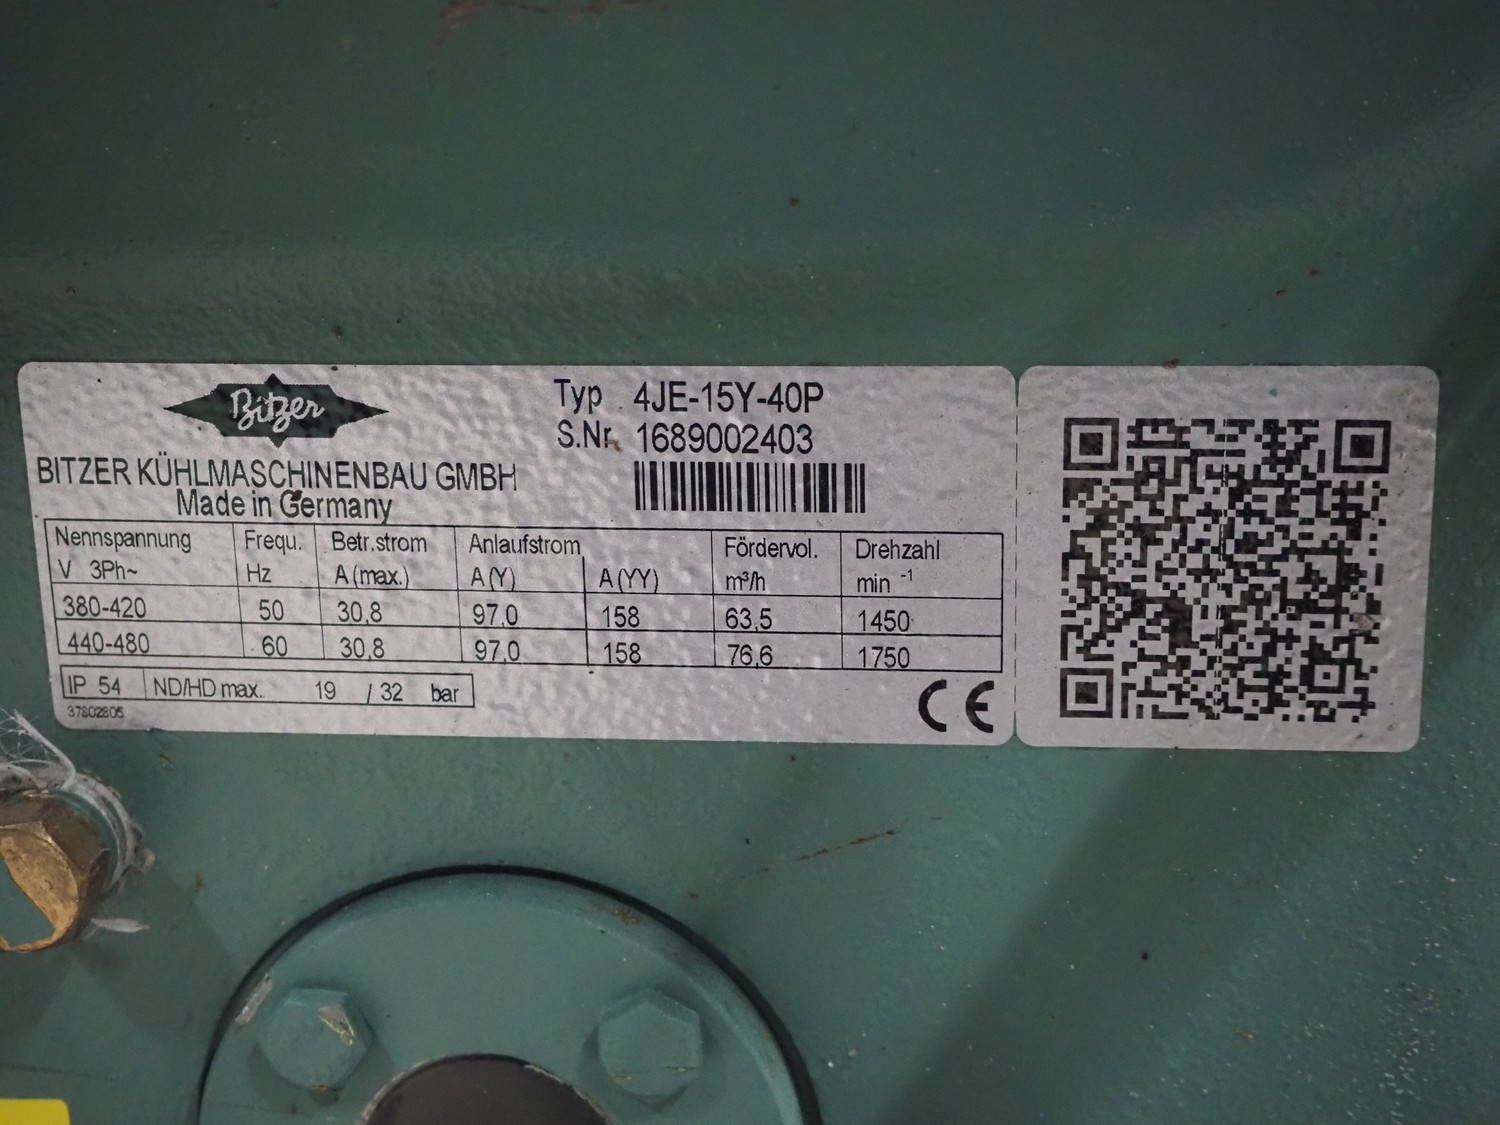 Bitzer
BITZER KÜHLMASCHINENBAU GMBH
Made in Germany
Typ 4JE-15Y-40P
S.Nr. 1689002403
Nennspannung Frequ. Betr.strom Anlaufstrom Fördervol. Drehzahl
V 3Ph~ Hz A (max.) A (Y) A (YY) m³/h min -1
380-420 50 30,8 97,0 158 63,5 1450
440-480 60 30,8 97,0 158 76,6 1750
IP 54 ND/HD max. 19 / 32 bar
37802805
CE